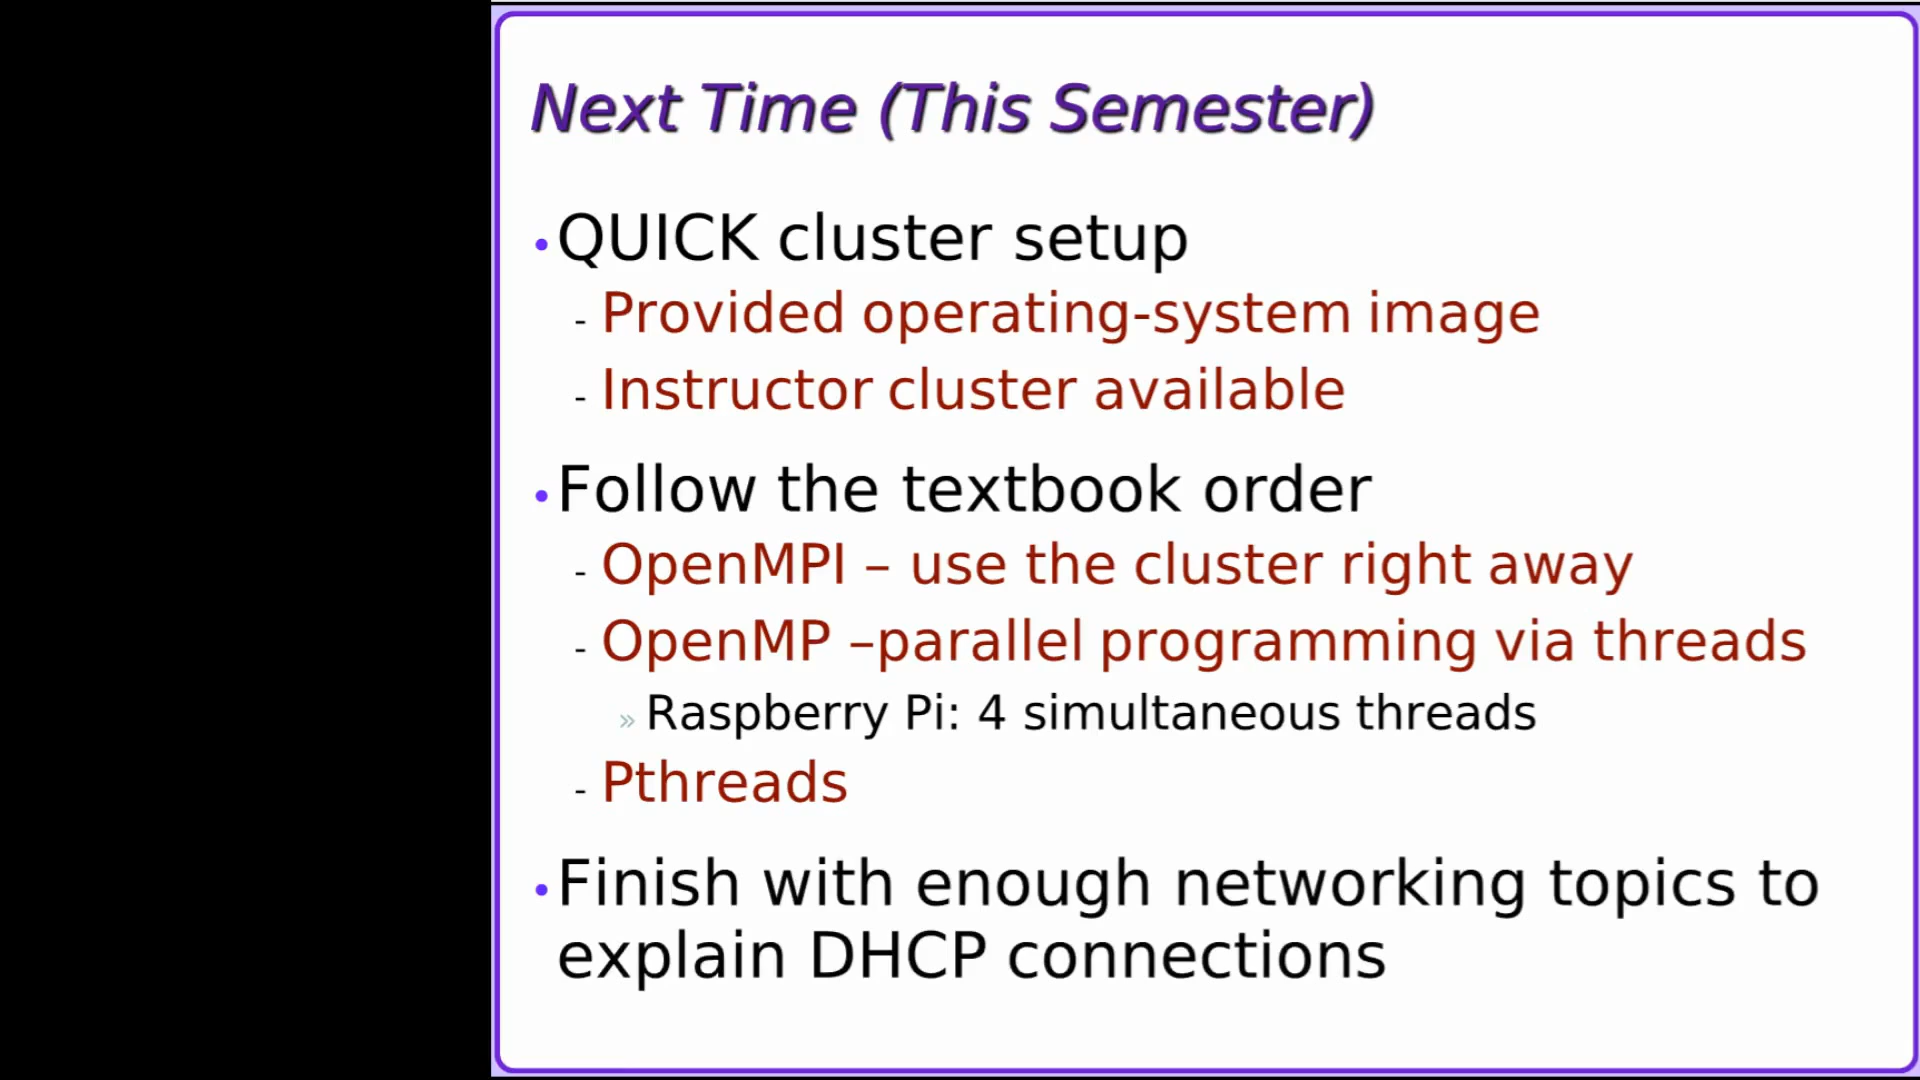 Next Time (This Semester)
• QUICK cluster setup
- Provided operating-system image
- Instructor cluster available
• Follow the textbook order
- OpenMPI – use the cluster right away
- OpenMP –parallel programming via threads
» Raspberry Pi: 4 simultaneous threads
- Pthreads
• Finish with enough networking topics to
explain DHCP connections